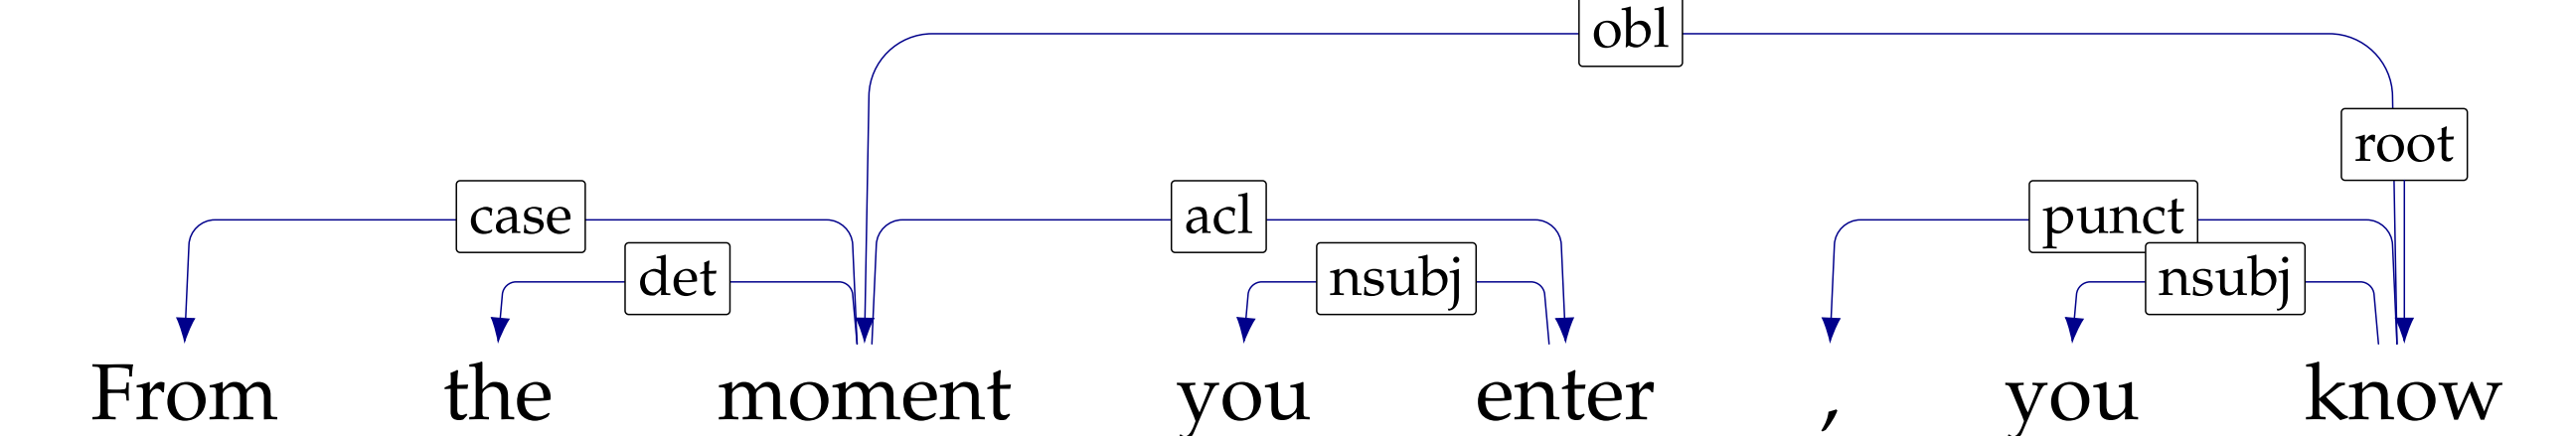 obl
root
case acl punct
det nsubj nsubj
From the moment you enter , you know